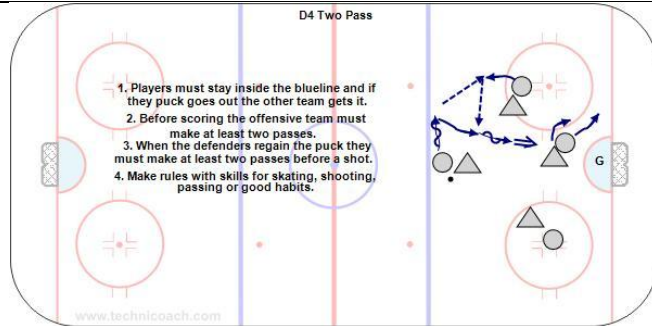 D4 Two Pass
1. Players must stay inside the blueline and if
they puck goes out the other team gets it.
2. Before scoring the offensive team must
make at least two passes.
3. When the defenders regain the puck they
must make at least two passes before a shot.
4. Make rules with skills for skating, shooting,
passing or good habits.
G
www.technicoach.com